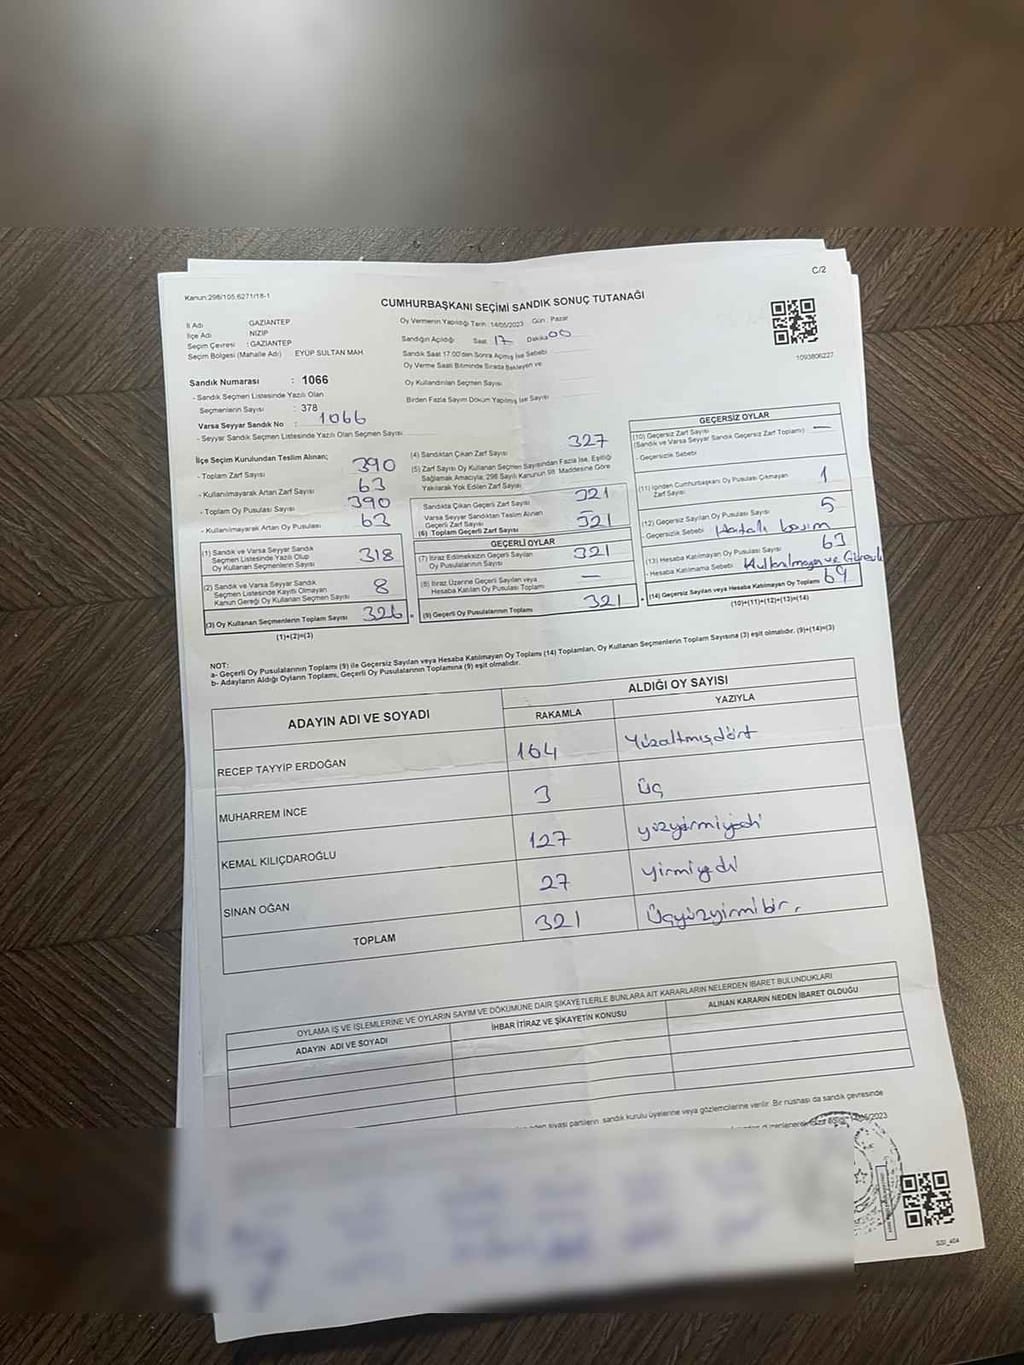 Kanun:298/105,6271/18-1
C/2
CUMHURBAŞKANI SEÇİMİ SANDIK SONUÇ TUTANAĞI
İl Adı GAZİANTEP
İlçe Adı : NİZİP
Seçim Çevresi : GAZİANTEP
Seçim Bölgesi (Mahalle Adı) EYÜP SULTAN MAH.
Oy Vermenin Yapıldığı Tarih : 14/05/2023 Gün : Pazar
Sandığın Açıldığı Saat 17 Dakika 00
Sandık Saat 17.00'den Sonra Açmış İse Sebebi
Oy Verme Saati Bitiminde Sırada Bekleyen ve
Oy Kullandırılan Seçmen Sayısı
Birden Fazla Sayım Döküm Yapılmış İse Sayısı
1093806227
Sandık Numarası : 1066
- Sandık Seçmen Listesinde Yazılı Olan
Seçmenlerin Sayısı : 378
Varsa Seyyar Sandık No : 1066
- Seyyar Sandık Seçmen Listesinde Yazılı Olan Seçmen Sayısı
İlçe Seçim Kurulundan Teslim Alınan;
- Toplam Zarf Sayısı 390
- Kullanılmayarak Artan Zarf Sayısı 63
- Toplam Oy Pusulası Sayısı 390
- Kullanılmayarak Artan Oy Pusulası 63
(1) Sandık ve Varsa Seyyar Sandık
Seçmen Listesinde Yazılı Olup
Oy Kullanan Seçmenlerin Sayısı 318
(2) Sandık ve Varsa Seyyar Sandık
Seçmen Listesinde Kayıtlı Olmayan
Kanun Gereği Oy Kullanan Seçmen Sayısı 8
(3) Oy Kullanan Seçmenlerin Toplam Sayısı 326
(1)+(2)=(3)
(4) Sandıktan Çıkan Zarf Sayısı 327
(5) Zarf Sayısı Oy Kullanan Seçmen Sayısından Fazla İse, Eşitliği
Sağlamak Amacıyla, 298 Sayılı Kanunun 98. Maddesine Göre
Yakılarak Yok Edilen Zarf Sayısı
Sandıkta Çıkan Geçerli Zarf Sayısı 321
Varsa Seyyar Sandıktan Teslim Alınan
Geçerli Zarf Sayısı
(6) Toplam Geçerli Zarf Sayısı 321
GEÇERLİ OYLAR
(7) İtiraz Edilmeksizin Geçerli Sayılan
Oy Pusulalarının Sayısı 321
(8) İtiraz Üzerine Geçerli Sayılan veya
Hesaba Katılan Oy Pusulası Toplamı —
(9) Geçerli Oy Pusulalarının Toplamı 321
GEÇERSİZ OYLAR
(10) Geçersiz Zarf Sayısı —
(Sandık ve Varsa Seyyar Sandık Geçersiz Zarf Toplamı)
- Geçersizlik Sebebi
(11) İçinden Cumhurbaşkanı Oy Pusulası Çıkmayan
Zarf Sayısı 1
(12) Geçersiz Sayılan Oy Pusulası Sayısı 5
- Geçersizlik Sebebi Hatalı basım
(13) Hesaba Katılmayan Oy Pusulası Sayısı 63
- Hesaba Katılmama Sebebi Kullanılmayan ve
(14) Geçersiz Sayılan veya Hesaba Katılmayan Oy Toplamı 69
(10)+(11)+(12)+(13)=(14)
NOT:
a- Geçerli Oy Pusulalarının Toplamı (9) ile Geçersiz Sayılan veya Hesaba Katılmayan Oy Toplamı (14) Toplamları, Oy Kullanan Seçmenlerin Toplam Sayısına (3) eşit olmalıdır. (9)+(14)=(3)
b- Adayların Aldığı Oyların Toplamı, Geçerli Oy Pusulalarının Toplamına (9) eşit olmalıdır.
ADAYIN ADI VE SOYADI
ALDIĞI OY SAYISI
RAKAMLA YAZIYLA
RECEP TAYYİP ERDOĞAN 164 Yüzaltmışdört
MUHARREM İNCE 3 Üç
KEMAL KILIÇDAROĞLU 127 yüzyirmiyedi
SİNAN OĞAN 27 yirmiyedi
TOPLAM 321 Üçyüzyirmibir.
OYLAMA İŞ VE İŞLEMLERİNE VE OYLARIN SAYIM VE DÖKÜMÜNE DAİR ŞİKAYETLERLE BUNLARA AİT KARARLARIN NELERDEN İBARET BULUNDUKLARI
ADAYIN ADI VE SOYADI
İHBAR İTİRAZ VE ŞİKAYETİN KONUSU
ALINAN KARARIN NEDEN İBARET OLDUĞU
siyasi partilerin sandık kurulu üyelerine veya gözlemcilerine verilir. Bir nüshası da sandık çevresinde